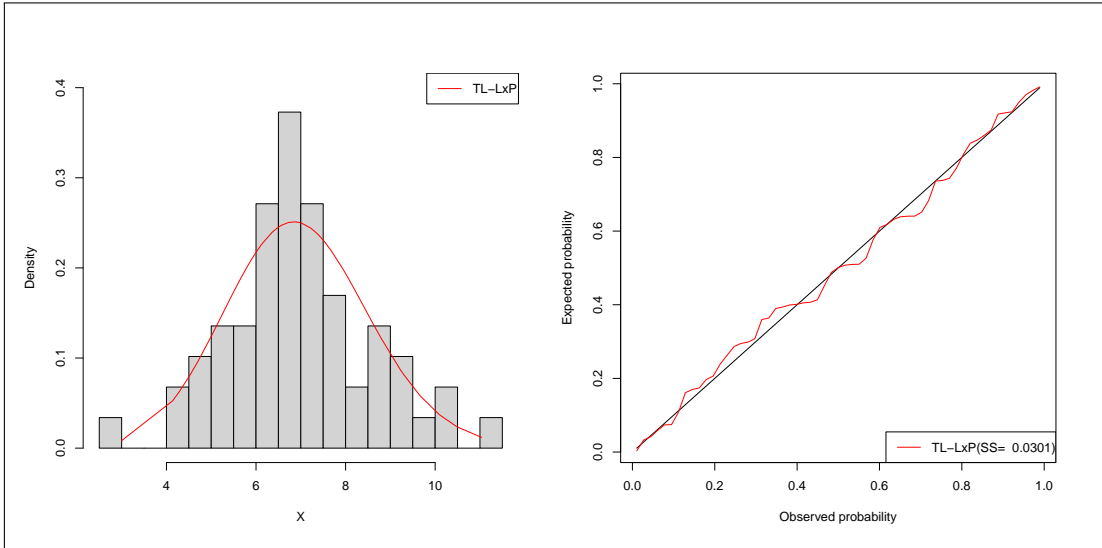 TL−LxP
Density
0.0
0.1
0.2
0.3
0.4
4 6 8 10
X
TL−LxP(SS= 0.0301)
Expected probability
0.0
0.2
0.4
0.6
0.8
1.0
0.0 0.2 0.4 0.6 0.8 1.0
Observed probability